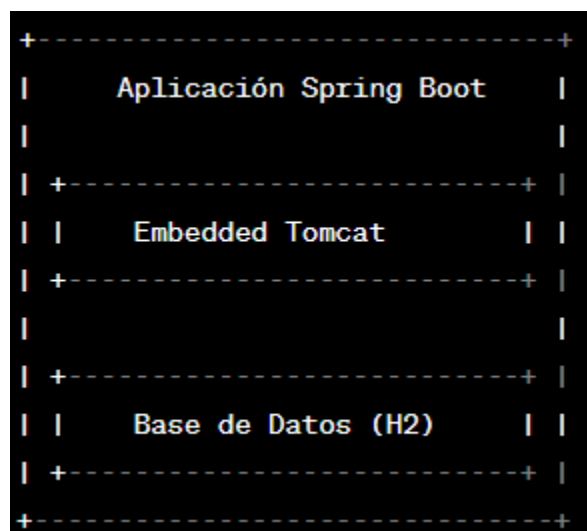 +--------------------------------+
|     Aplicación Spring Boot     |
|                                |
| +----------------------------+ |
| |    Embedded Tomcat         | |
| +----------------------------+ |
|                                |
| +----------------------------+ |
| |    Base de Datos (H2)      | |
| +----------------------------+ |
+--------------------------------+